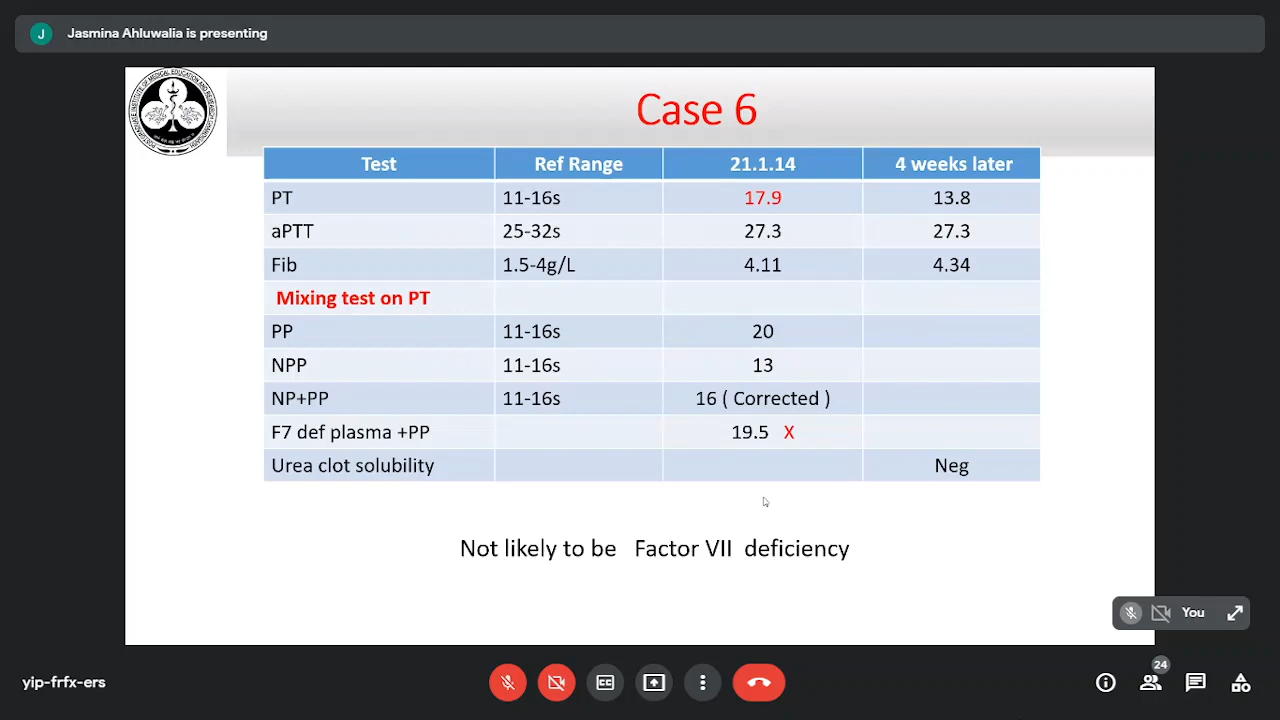 J Jasmina Ahluwalia is presenting
Case 6
Test Ref Range 21.1.14 4 weeks later
PT 11-16s 17.9 13.8
aPTT 25-32s 27.3 27.3
Fib 1.5-4g/L 4.11 4.34
Mixing test on PT
PP 11-16s 20
NPP 11-16s 13
NP+PP 11-16s 16 ( Corrected )
F7 def plasma +PP 19.5 X
Urea clot solubility Neg
Not likely to be Factor VII deficiency
You
yip-frfx-ers
CC
24